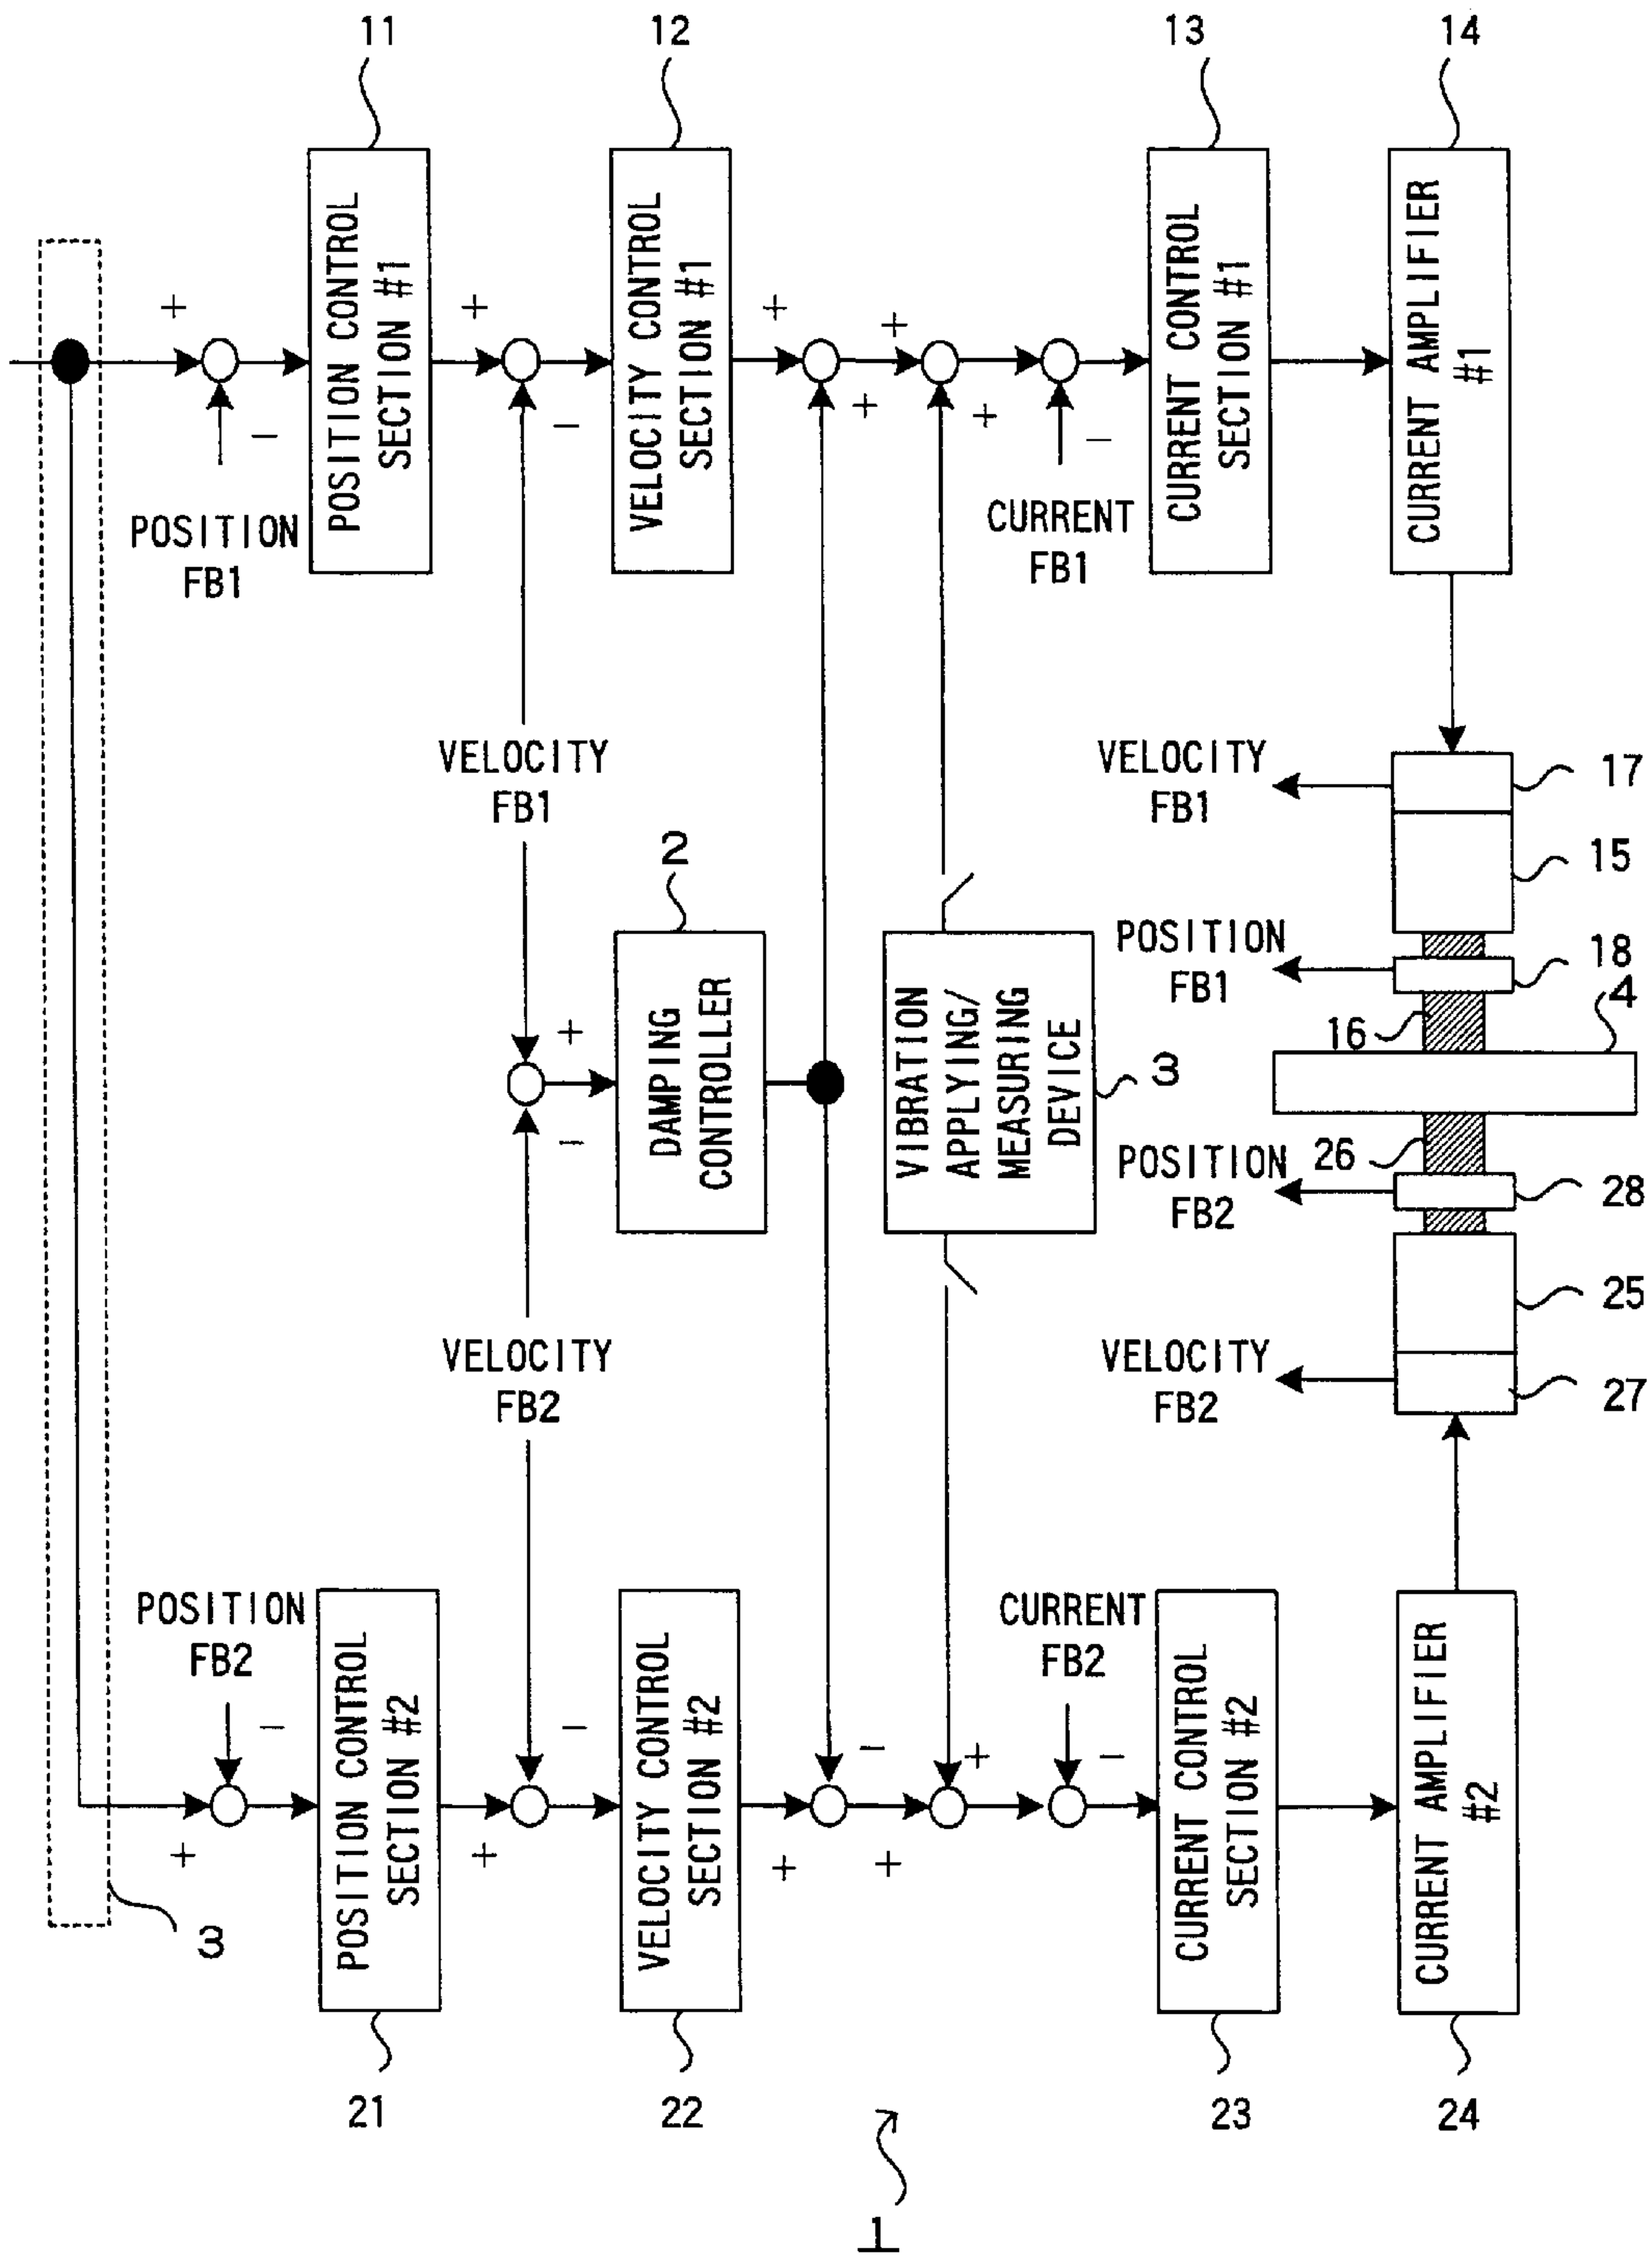 11
12
13
14
POSITION CONTROL
SECTION #1
VELOCITY CONTROL
SECTION #1
CURRENT CONTROL
SECTION #1
CURRENT AMPLIFIER
#1
+
+
+
+
−
−
+
+
−
POSITION
FB1
CURRENT
FB1
VELOCITY
FB1
VELOCITY
FB1
17
15
2
POSITION
FB1
18
4
16
DAMPING
CONTROLLER
VIBRATION
APPLYING/
MEASURING
DEVICE
3
+
−
POSITION
FB2
26
28
25
VELOCITY
FB2
VELOCITY
FB2
27
POSITION
FB2
CURRENT
FB2
−
−
−
+
−
+
+
+
+
POSITION CONTROL
SECTION #2
VELOCITY CONTROL
SECTION #2
CURRENT CONTROL
SECTION #2
CURRENT AMPLIFIER
#2
3
21
22
23
24
1